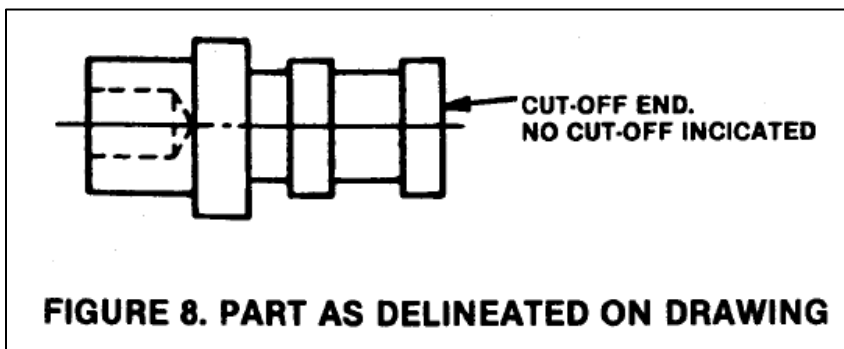 CUT-OFF END.
NO CUT-OFF INCICATED
FIGURE 8. PART AS DELINEATED ON DRAWING